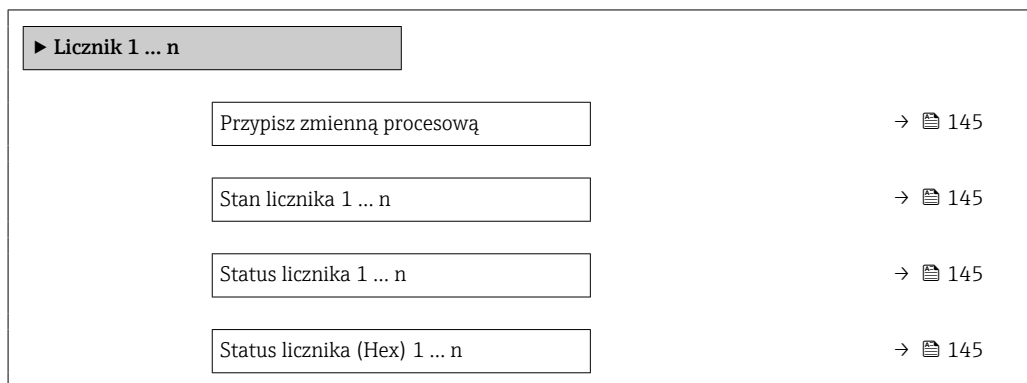 ► Licznik 1 … n
Przypisz zmienną procesową → 145
Stan licznika 1 … n → 145
Status licznika 1 … n → 145
Status licznika (Hex) 1 … n → 145